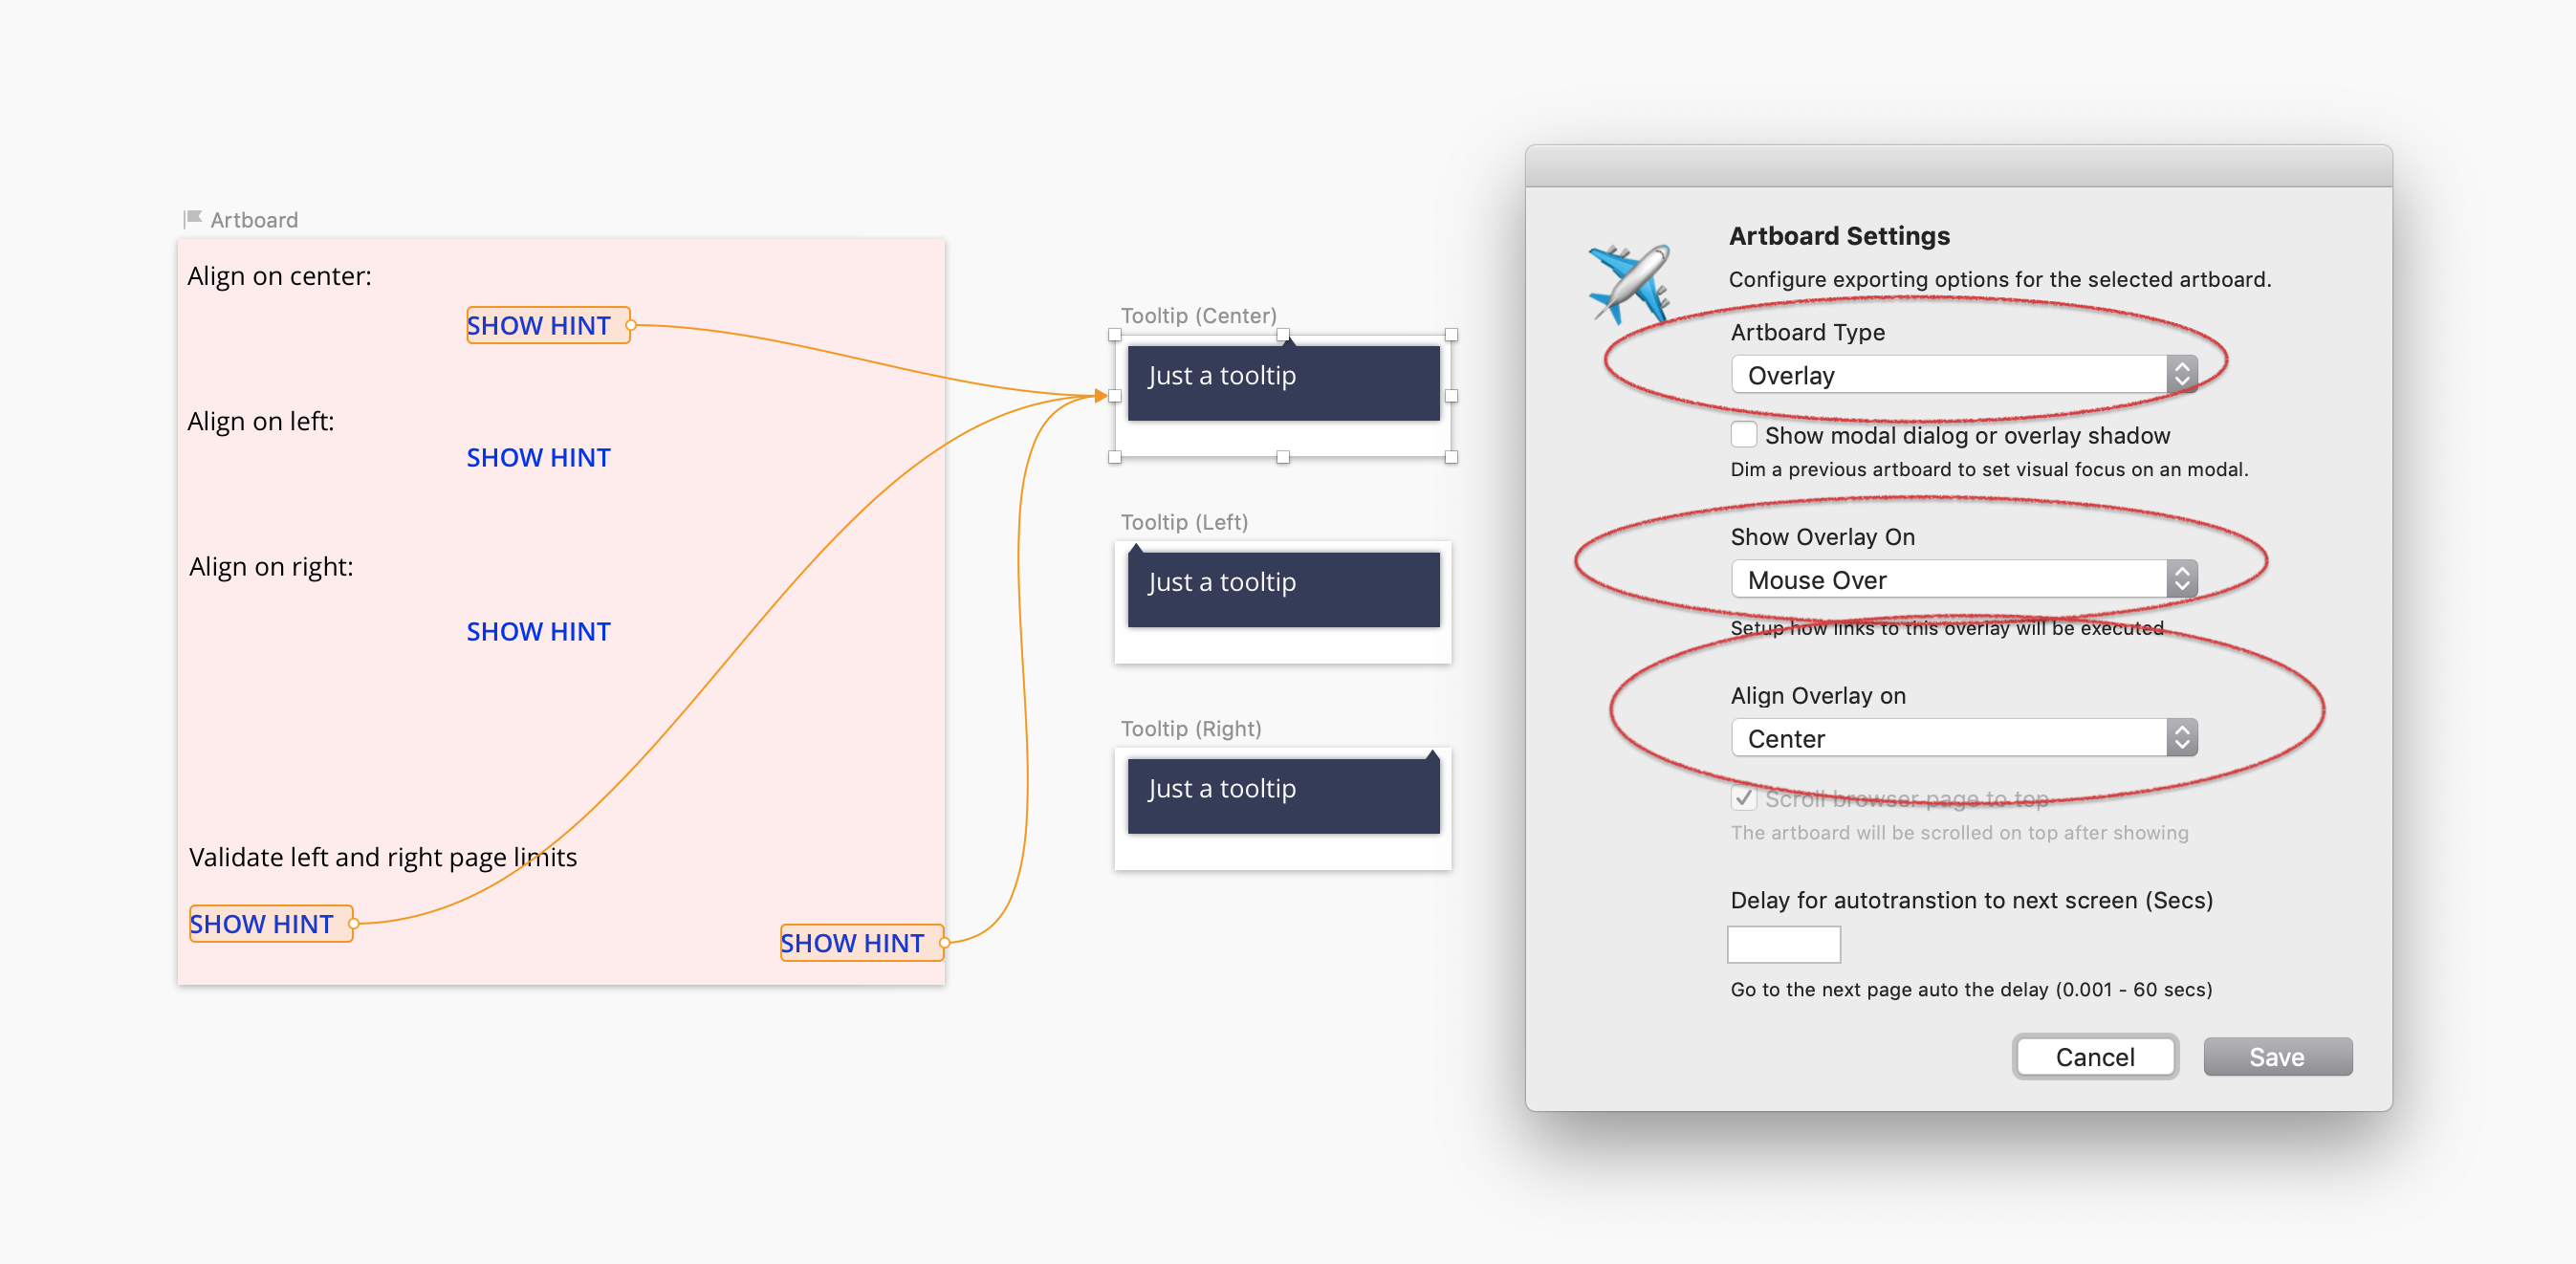 Artboard
Align on center:
SHOW HINT
Align on left:
SHOW HINT
Align on right:
SHOW HINT
Validate left and right page limits
SHOW HINT
SHOW HINT
Tooltip (Center)
Just a tooltip
Tooltip (Left)
Just a tooltip
Tooltip (Right)
Just a tooltip
Artboard Settings
Configure exporting options for the selected artboard.
Artboard Type
Overlay
Show modal dialog or overlay shadow
Dim a previous artboard to set visual focus on an modal.
Show Overlay On
Mouse Over
Setup how links to this overlay will be executed
Align Overlay on
Center
Scroll browser page to top
The artboard will be scrolled on top after showing
Delay for autotranstion to next screen (Secs)
Go to the next page auto the delay (0.001 - 60 secs)
Cancel
Save